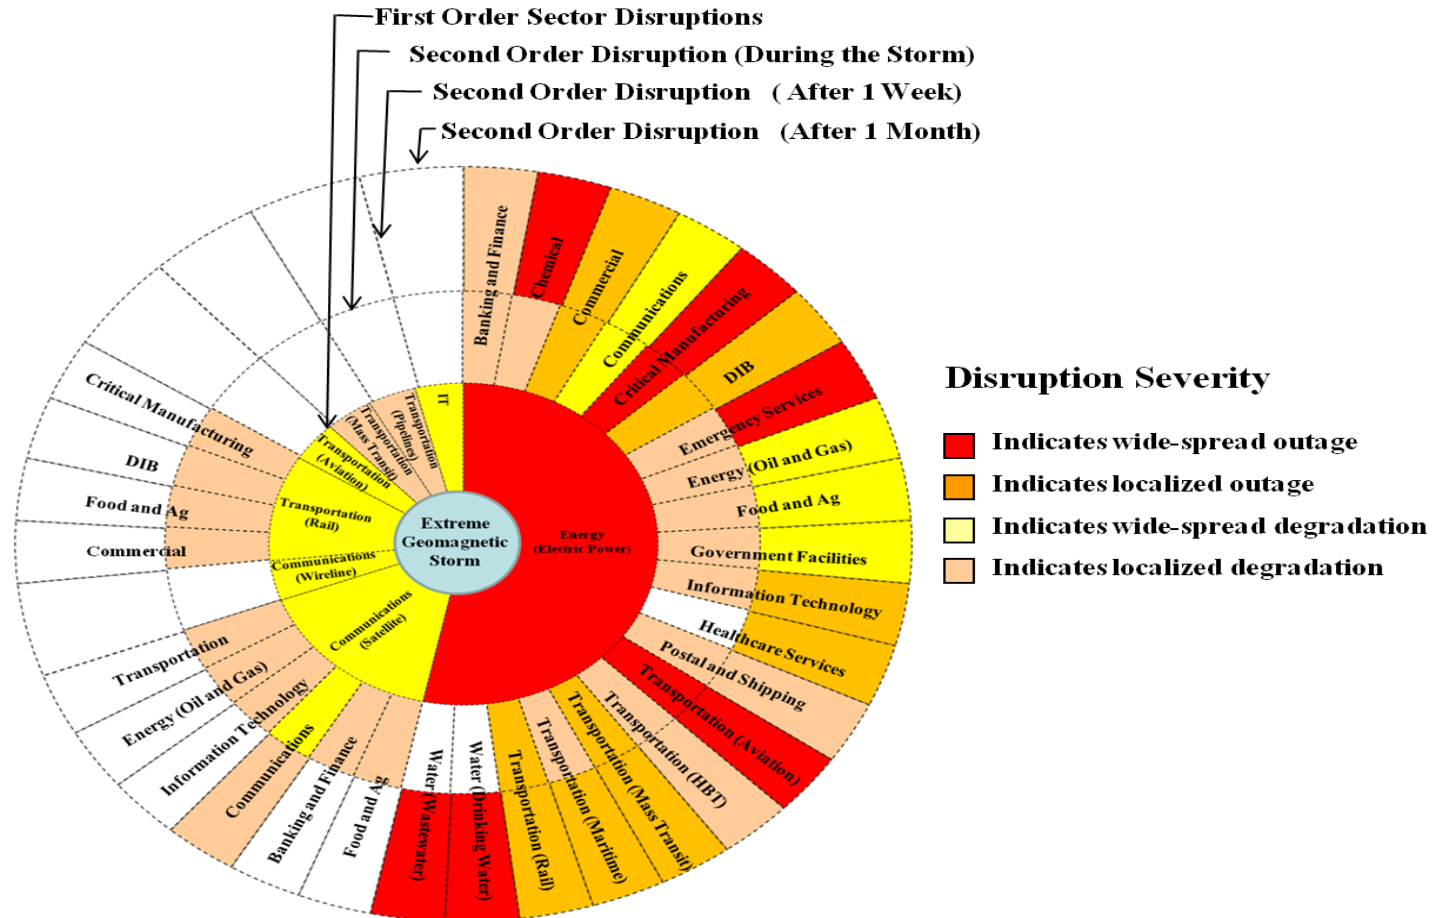 First Order Sector Disruptions
Second Order Disruption (During the Storm)
Second Order Disruption ( After 1 Week)
Second Order Disruption (After 1 Month)
Banking and Finance
Chemical
Commercial
Communications
Critical Manufacturing
DIB
Emergency Services
Energy (Oil and Gas)
Food and Ag
Government Facilities
Information Technology
Healthcare Services
Postal and Shipping
Transportation (Aviation)
Transportation (HBT)
Transportation (Mass Transit)
Transportation (Maritime)
Transportation (Rail)
Water (Drinking Water)
Water (Wastewater)
Food and Ag
Banking and Finance
Communications
Information Technology
Energy (Oil and Gas)
Transportation
Commercial
Food and Ag
DIB
Critical Manufacturing
IT
Transportation
(Pipelines)
Transportation
(Mass Transit)
Transportation
(Aviation)
Transportation
(Rail)
Communications
(Wireline)
Communications
(Satellite)
Energy
(Electric Power)
Extreme
Geomagnetic
Storm
Disruption Severity
Indicates wide-spread outage
Indicates localized outage
Indicates wide-spread degradation
Indicates localized degradation